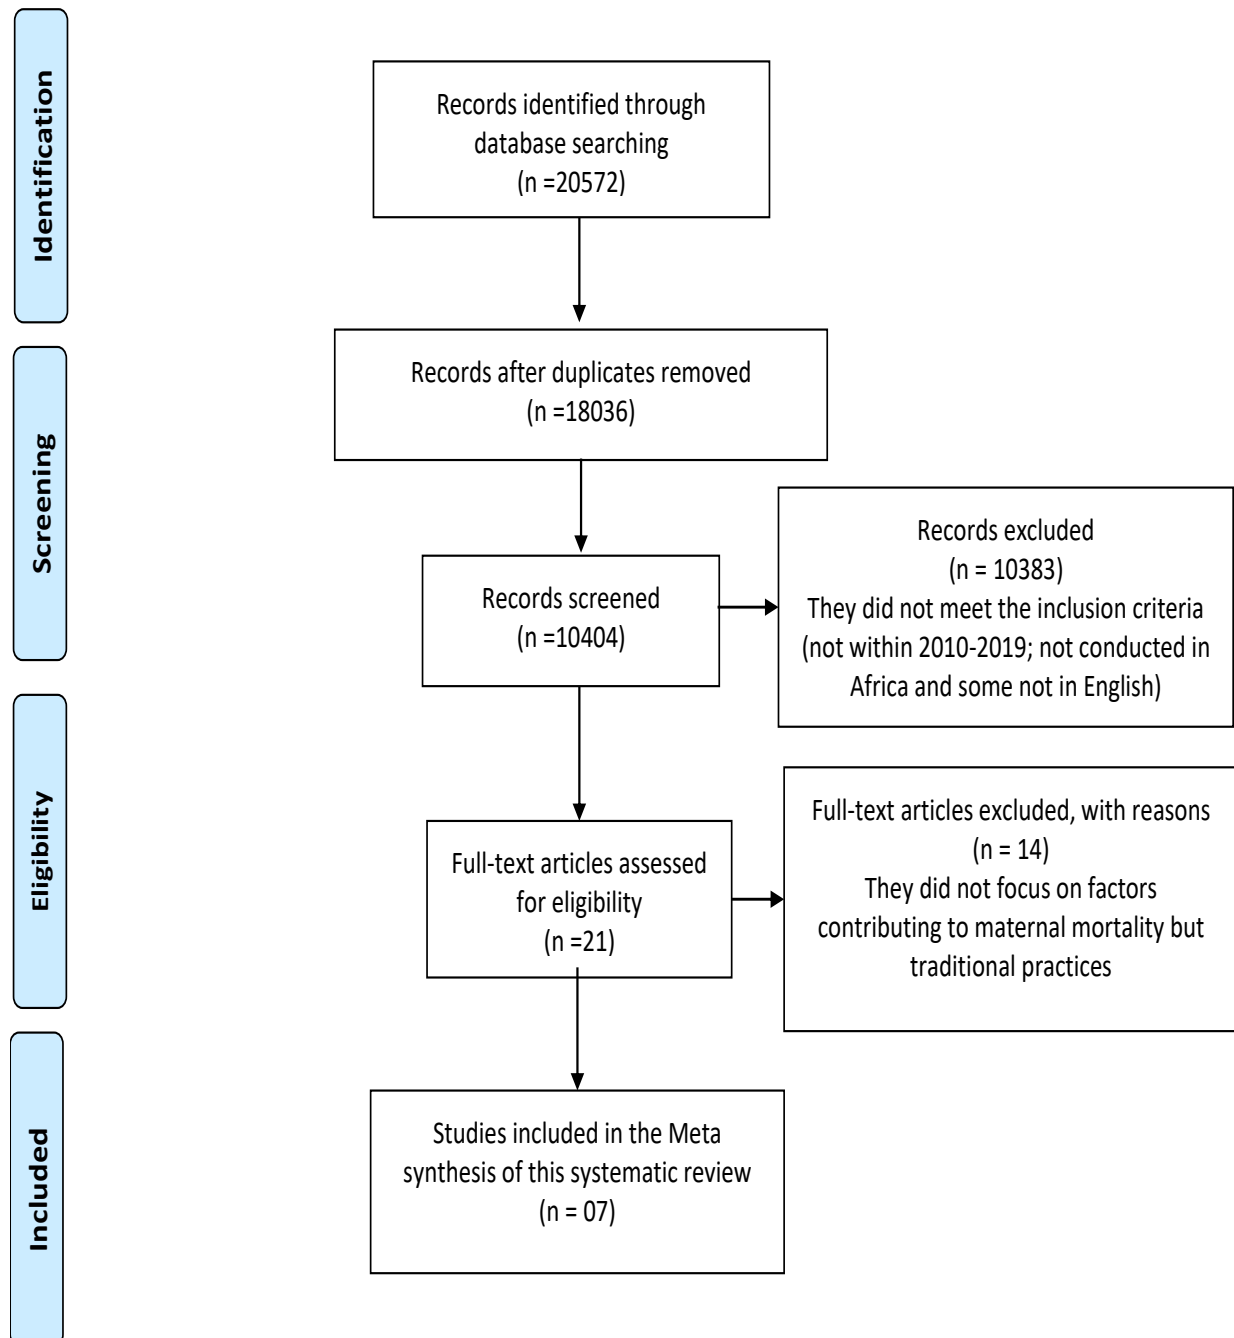 Identification
Records identified through
database searching
(n =20572)
Screening
Records after duplicates removed
(n =18036)
Records screened
(n =10404)
Records excluded
(n = 10383)
They did not meet the inclusion criteria
(not within 2010-2019; not conducted in
Africa and some not in English)
Eligibility
Full-text articles assessed
for eligibility
(n =21)
Full-text articles excluded, with reasons
(n = 14)
They did not focus on factors
contributing to maternal mortality but
traditional practices
Included
Studies included in the Meta
synthesis of this systematic review
(n = 07)